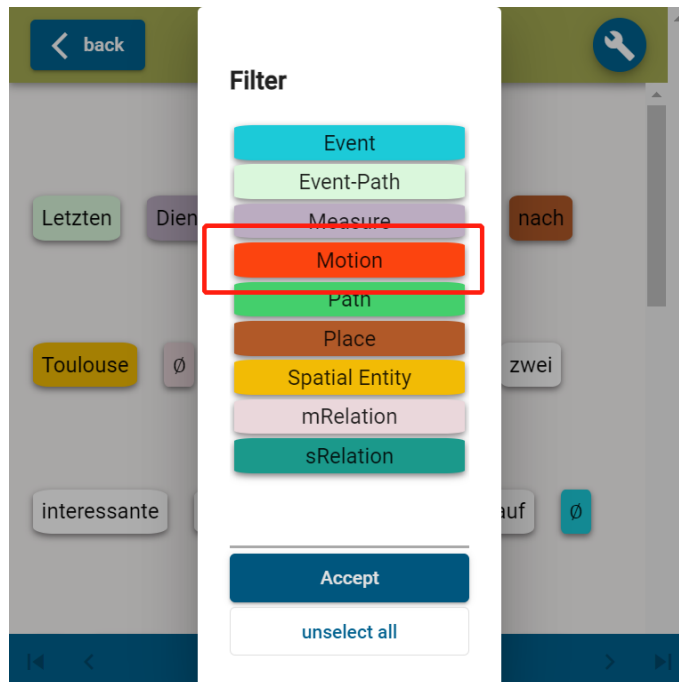 back
Filter
Event
Event-Path
Measure
Motion
Path
Place
Spatial Entity
mRelation
sRelation
Accept
unselect all
Letzten Dien nach
Toulouse Ø zwei
interessante auf Ø